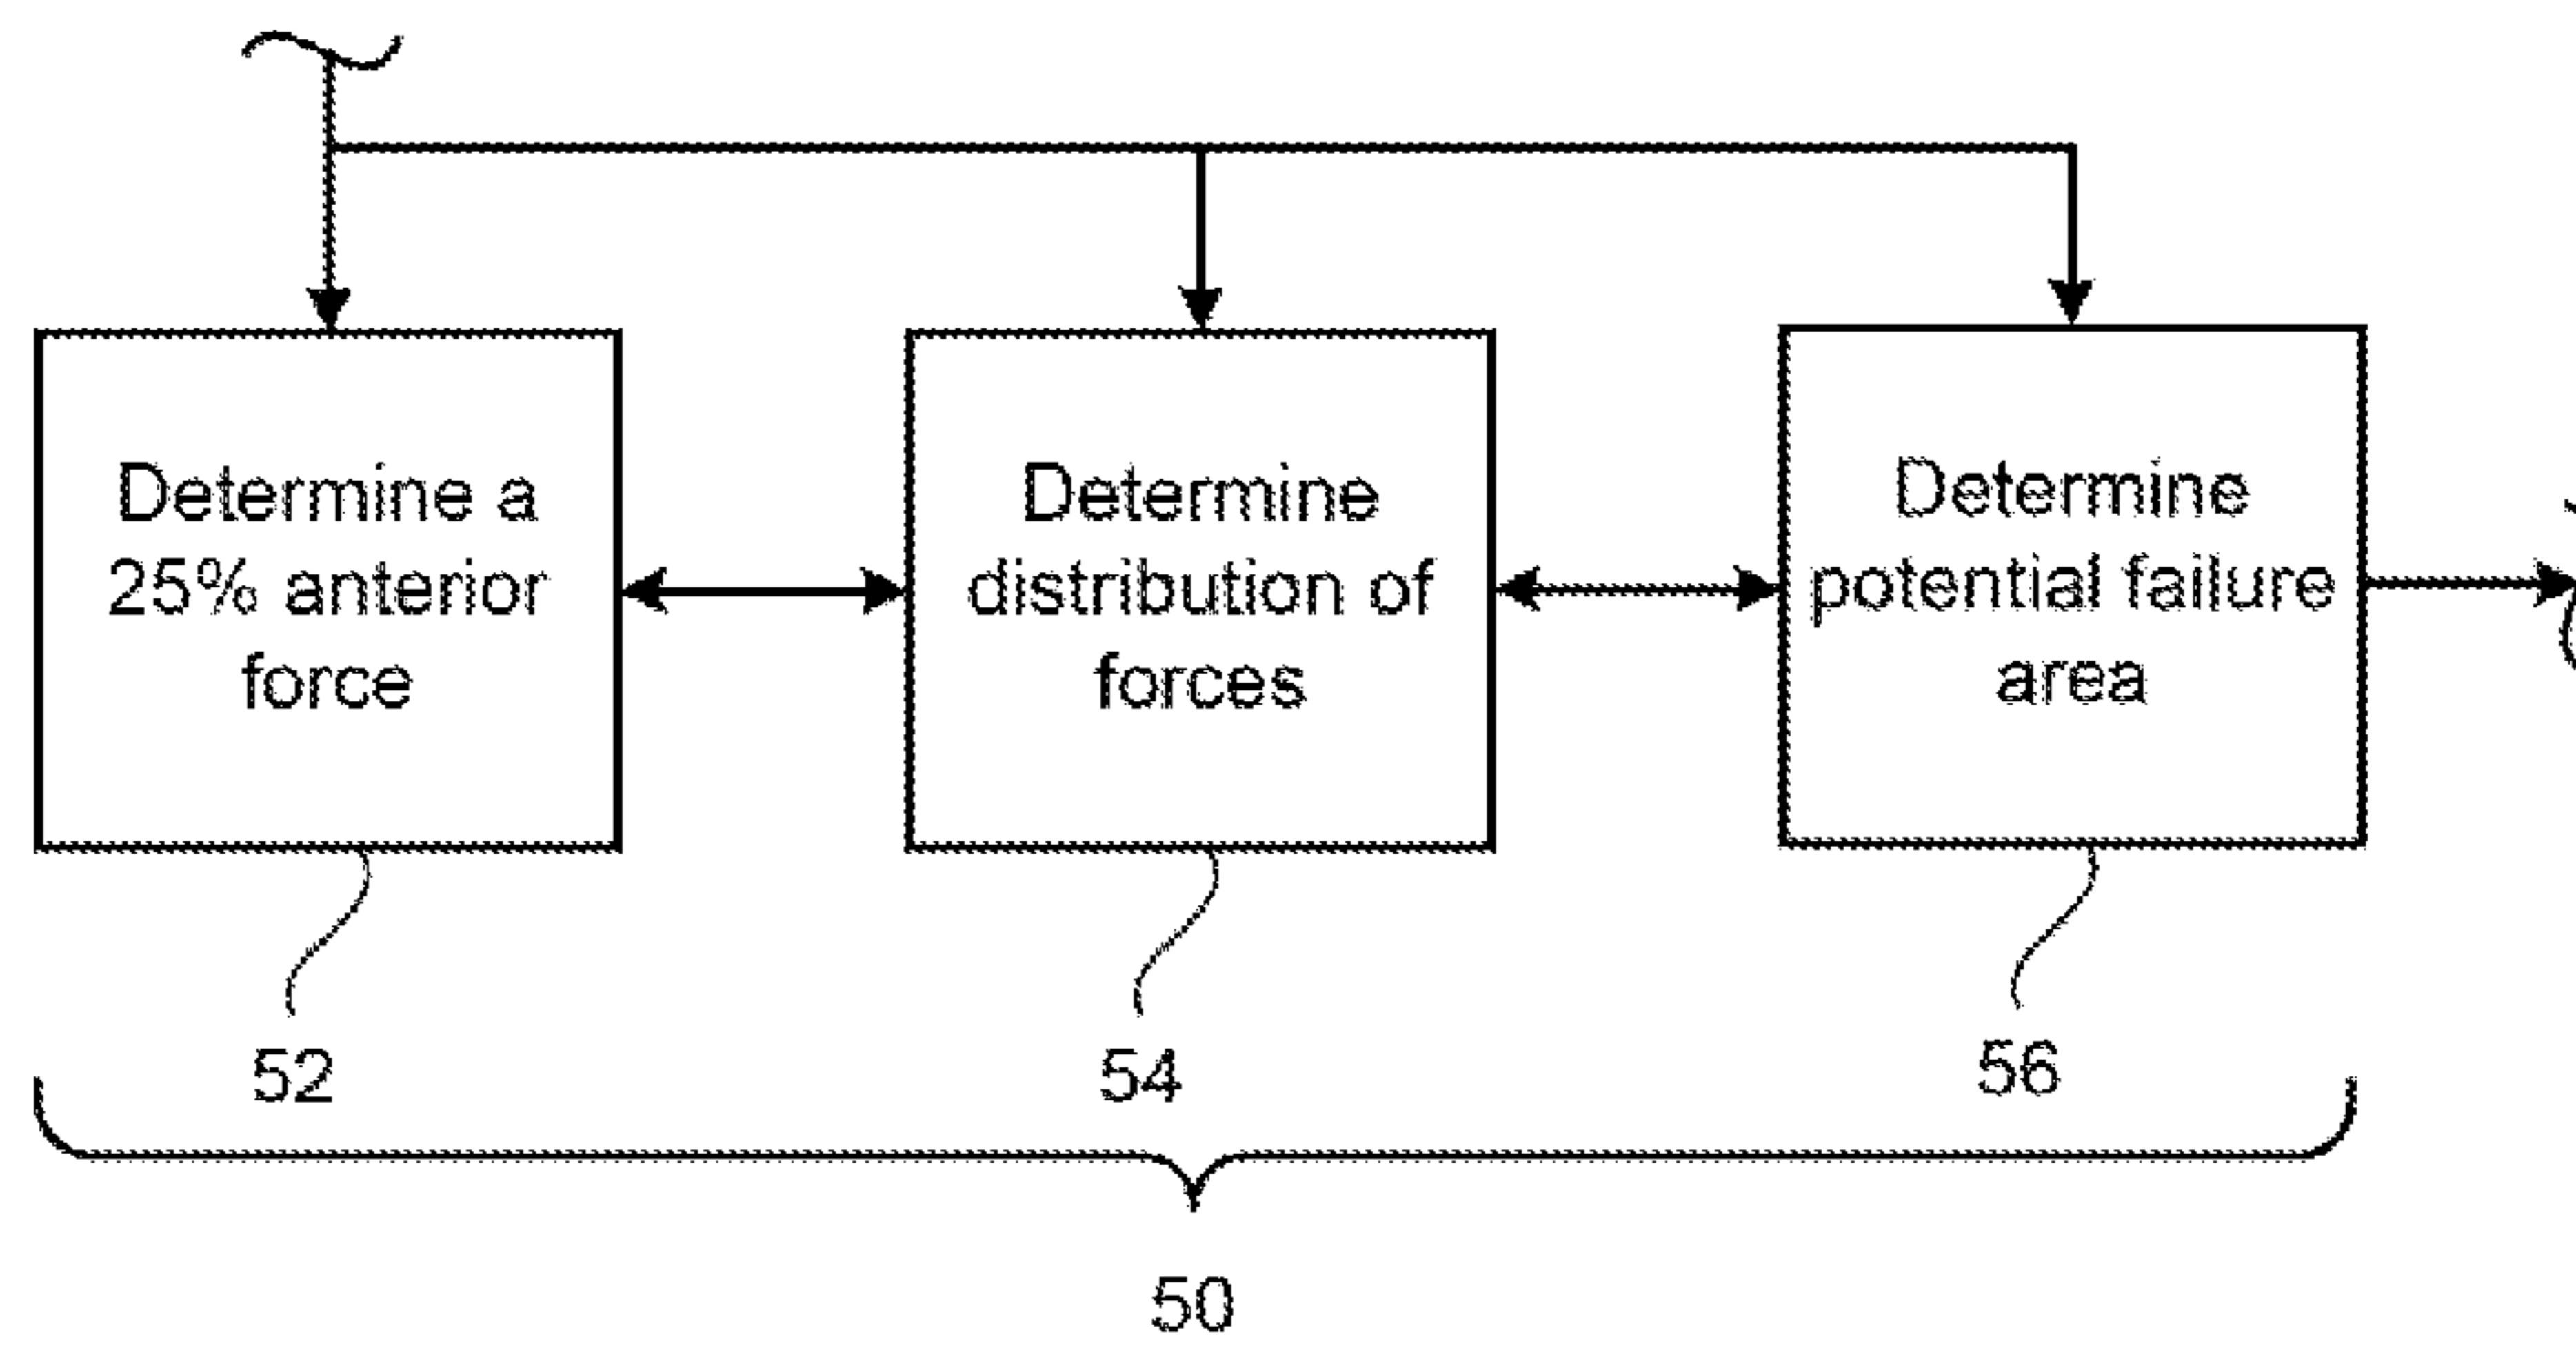 Determine a
25% anterior
force
Determine
distribution of
forces
Determine
potential failure
area
52
54
56
50